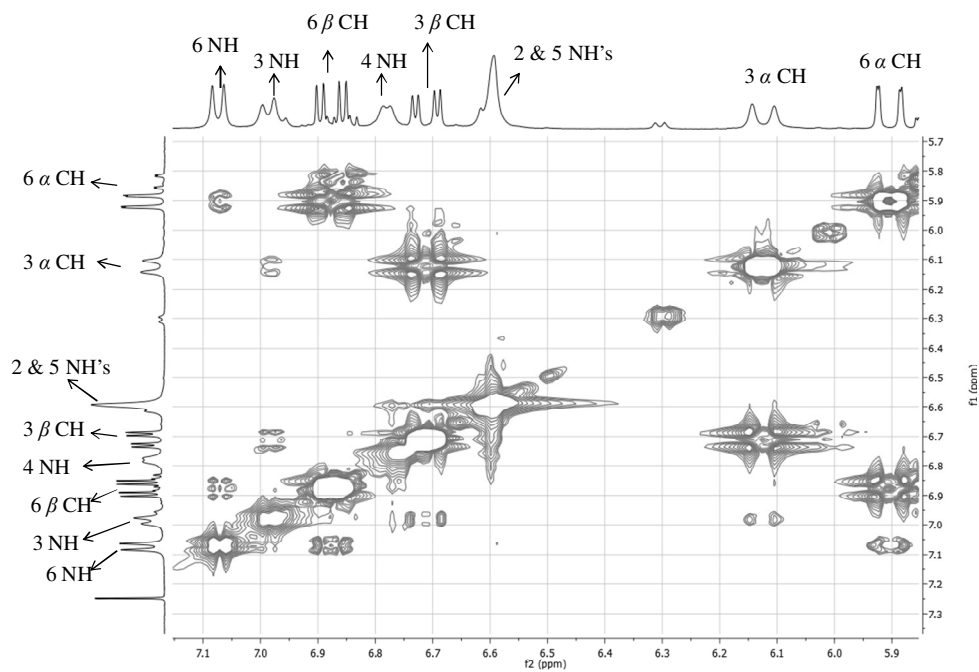 6 NH
3 NH
6 β CH
4 NH
3 β CH
2 & 5 NH's
3 α CH
6 α CH
6 α CH
3 α CH
2 & 5 NH's
3 β CH
4 NH
6 β CH
3 NH
6 NH
5.7
5.8
5.9
6.0
6.1
6.2
6.3
6.4
6.5
6.6
6.7
6.8
6.9
7.0
7.1
7.2
7.3
f1 (ppm)
7.1 7.0 6.9 6.8 6.7 6.6 6.5 6.4 6.3 6.2 6.1 6.0 5.9
f2 (ppm)